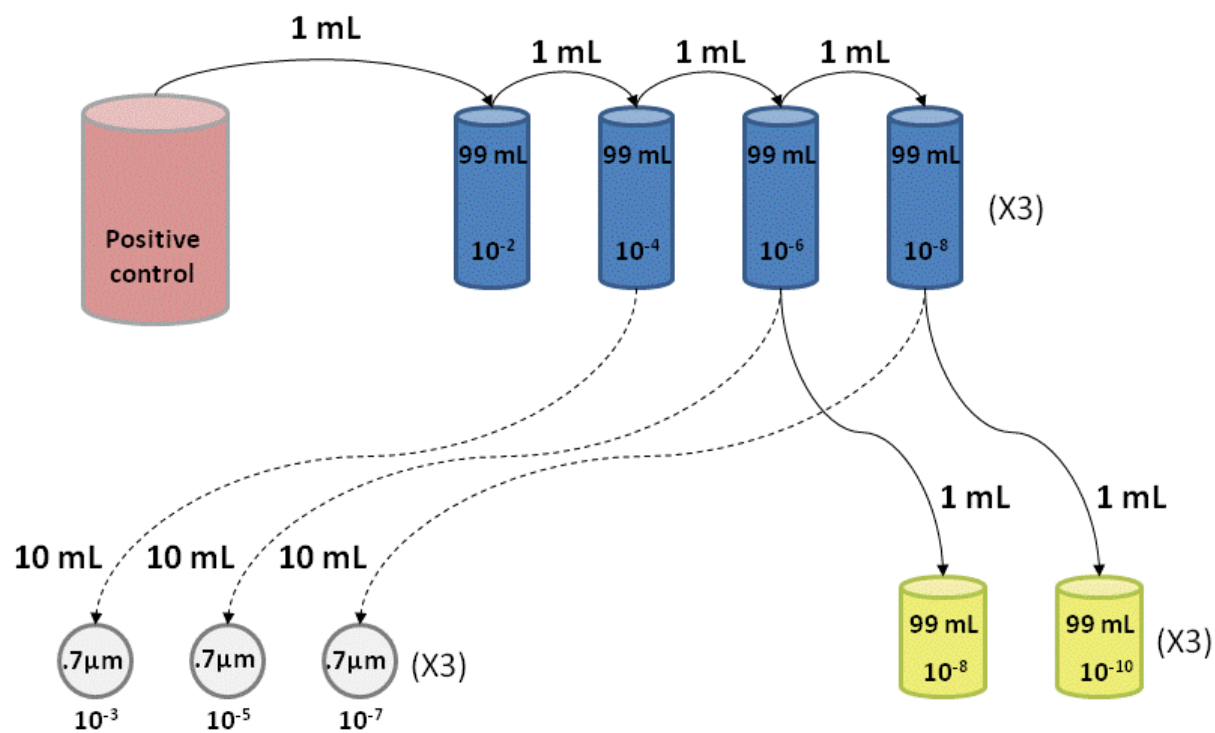 1 mL
1 mL
1 mL
1 mL
Positive
control
99 mL
10⁻²
99 mL
10⁻⁴
99 mL
10⁻⁶
99 mL
10⁻⁸
(X3)
10 mL
10 mL
10 mL
.7µm
10⁻³
.7µm
10⁻⁵
.7µm
10⁻⁷
(X3)
1 mL
1 mL
99 mL
10⁻⁸
99 mL
10⁻¹⁰
(X3)